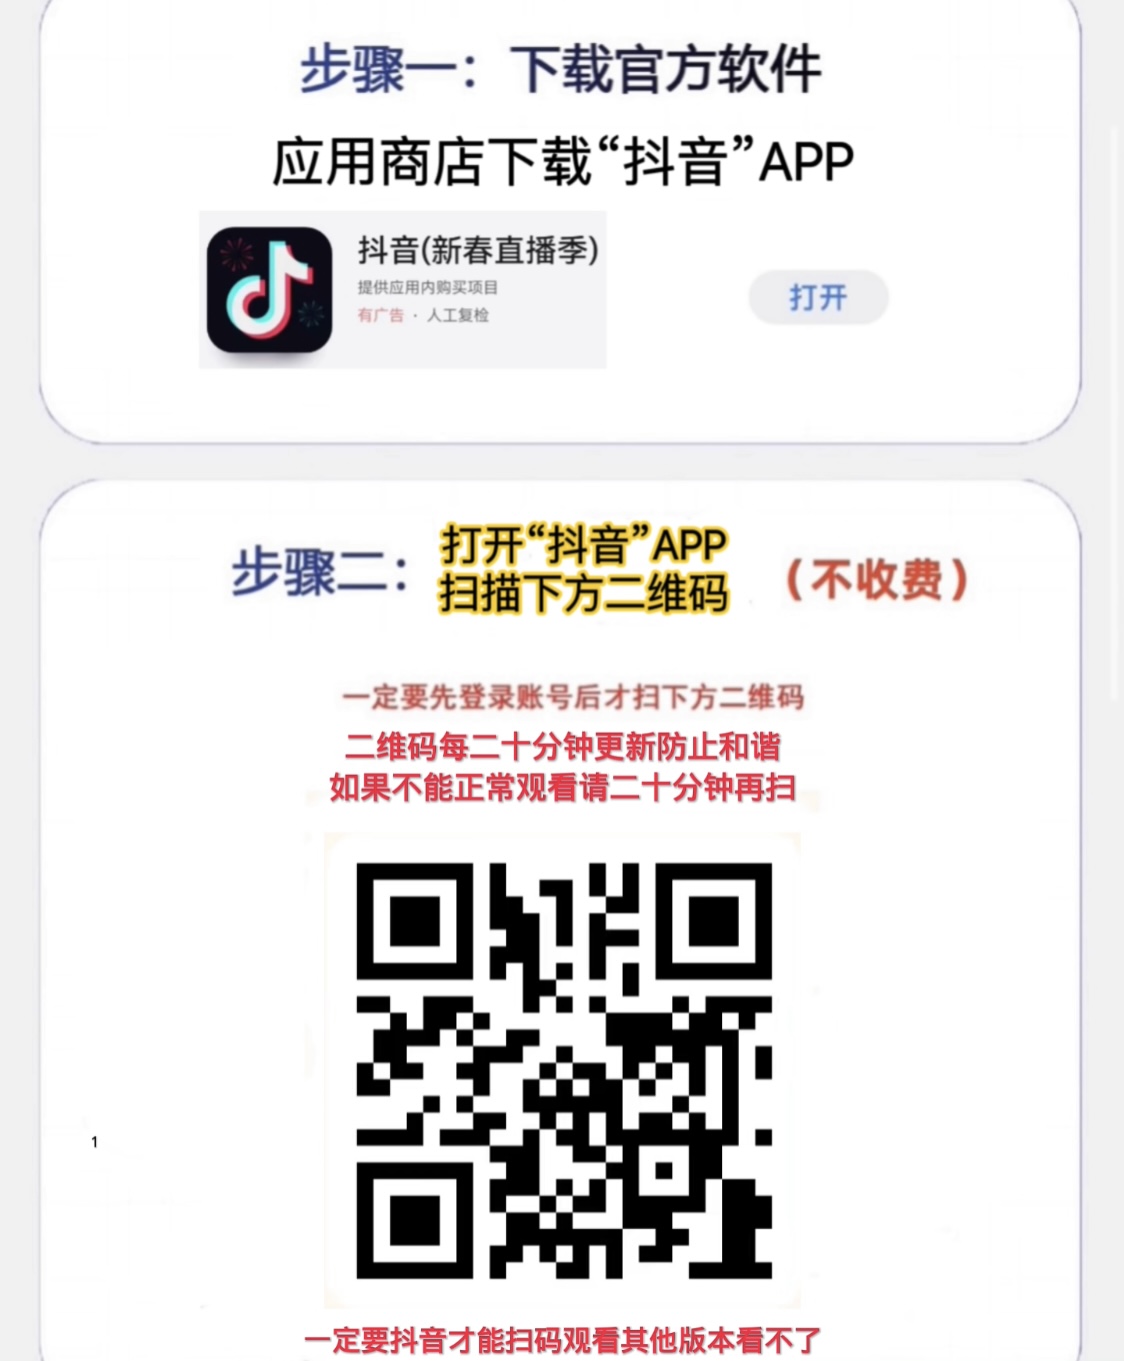 步骤一：下载官方软件
应用商店下载“抖音”APP
抖音(新春直播季)
提供应用内购买项目
有广告 · 人工复检
打开
步骤二：
打开“抖音”APP
扫描下方二维码
（不收费）
一定要先登录账号后才扫下方二维码
二维码每二十分钟更新防止和谐
如果不能正常观看请二十分钟再扫
1
一定要抖音才能扫码观看其他版本看不了